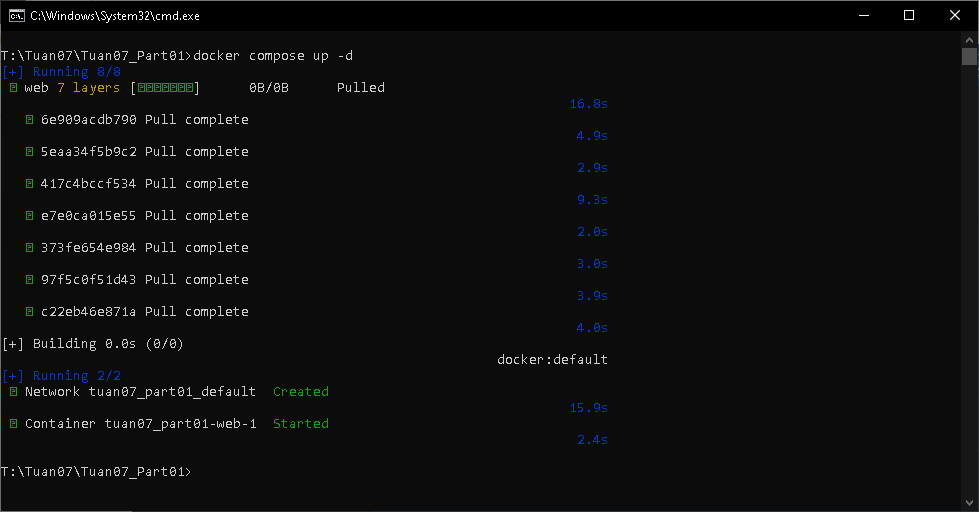 C:\Windows\System32\cmd.exe
T:\Tuan07\Tuan07_Part01>docker compose up -d
[+] Running 8/8
web 7 layers [] 0B/0B Pulled
16.8s
6e909acdb790 Pull complete
4.9s
5eaa34f5b9c2 Pull complete
2.9s
417c4bccf534 Pull complete
9.3s
e7e0ca015e55 Pull complete
2.0s
373fe654e984 Pull complete
3.0s
97f5c0f51d43 Pull complete
3.9s
c22eb46e871a Pull complete
4.0s
[+] Building 0.0s (0/0)
docker:default
[+] Running 2/2
Network tuan07_part01_default Created
15.9s
Container tuan07_part01-web-1 Started
2.4s
T:\Tuan07\Tuan07_Part01>